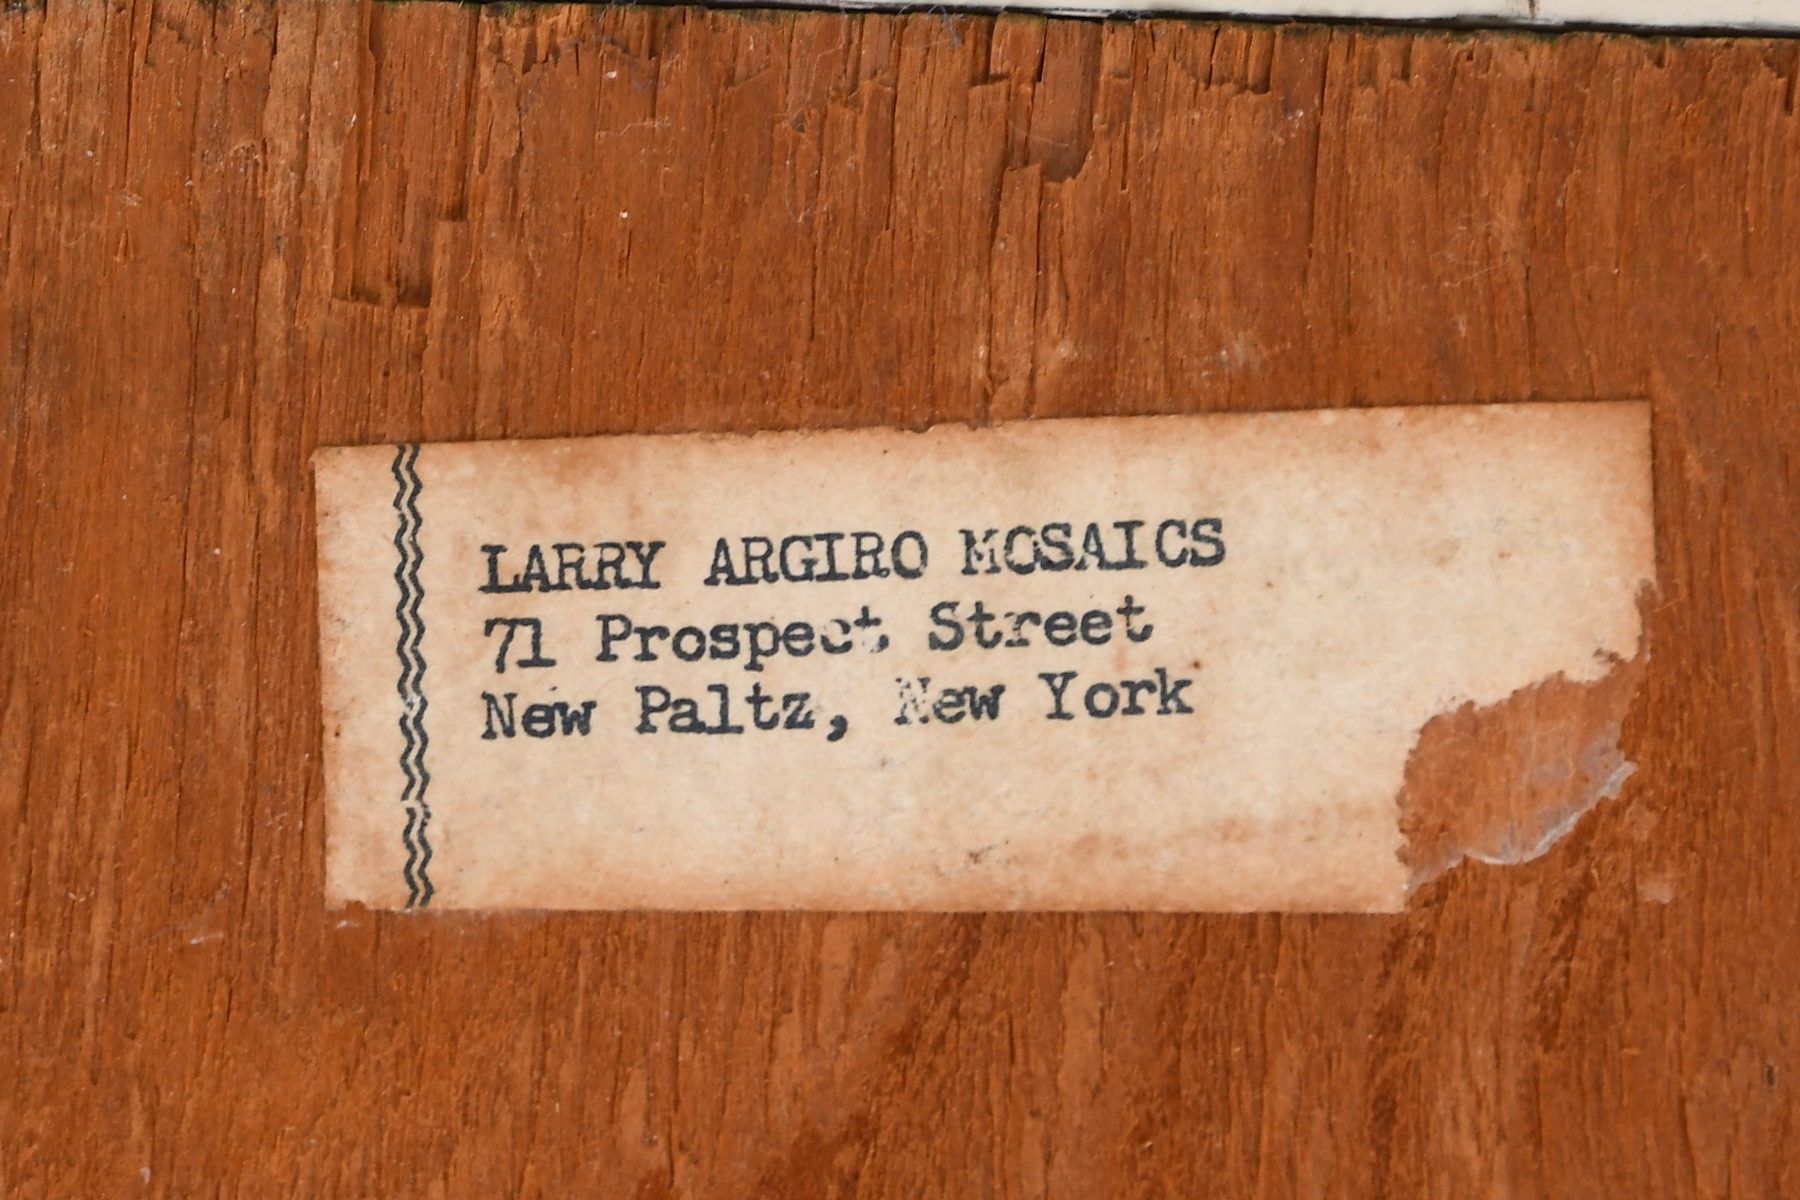 LARRY ARGIRO MOSAICS
71 Prospect Street
New Paltz, New York